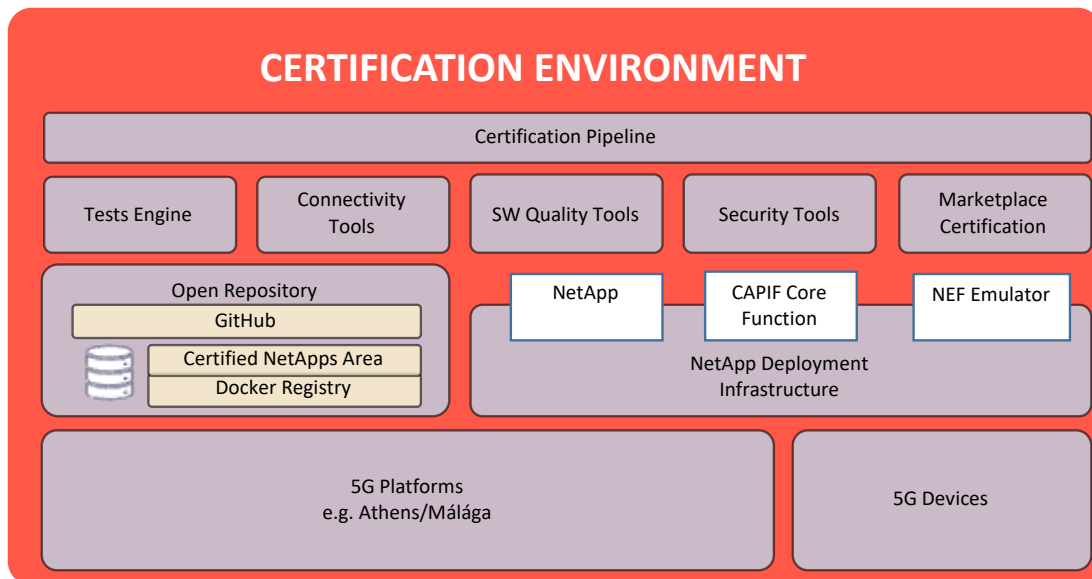 CERTIFICATION ENVIRONMENT
Certification Pipeline
Tests Engine
Connectivity
Tools
SW Quality Tools
Security Tools
Marketplace
Certification
Open Repository
GitHub
Certified NetApps Area
Docker Registry
NetApp
CAPIF Core
Function
NEF Emulator
NetApp Deployment
Infrastructure
5G Platforms
e.g. Athens/Málága
5G Devices